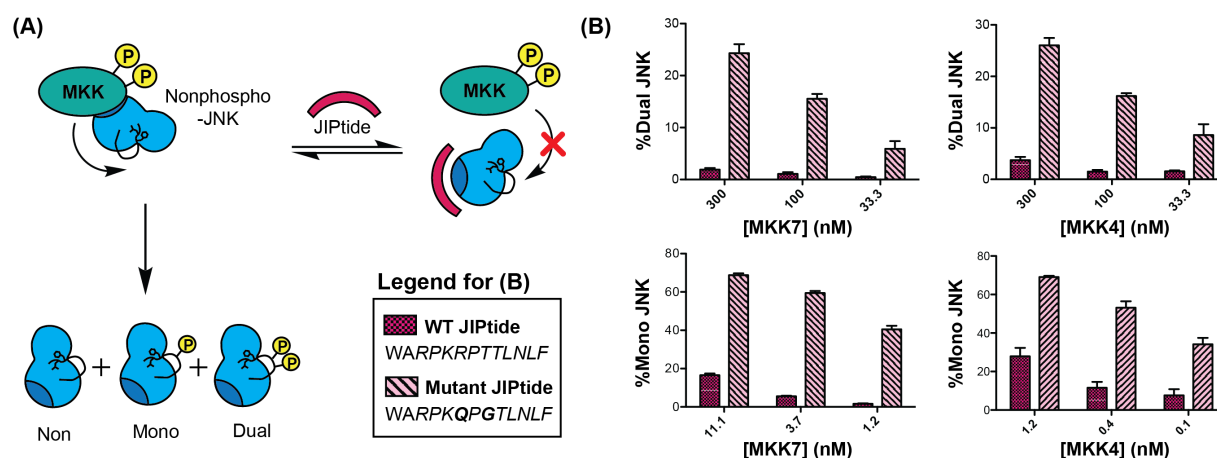 (A)
P
P
MKK
Nonphospho
-JNK
JIPtide
P
P
MKK
Non
+
Mono
P
+
Dual
P
P
Legend for (B)
WT JIPtide
WARPKRPTTLNLF
Mutant JIPtide
WARPKQPGTLNLF
(B)
%Dual JNK
30
20
10
0
300
100
33.3
[MKK7] (nM)
%Dual JNK
30
20
10
0
300
100
33.3
[MKK4] (nM)
%Mono JNK
80
60
40
20
0
11.1
3.7
1.2
[MKK7] (nM)
%Mono JNK
80
60
40
20
0
1.2
0.4
0.1
[MKK4] (nM)